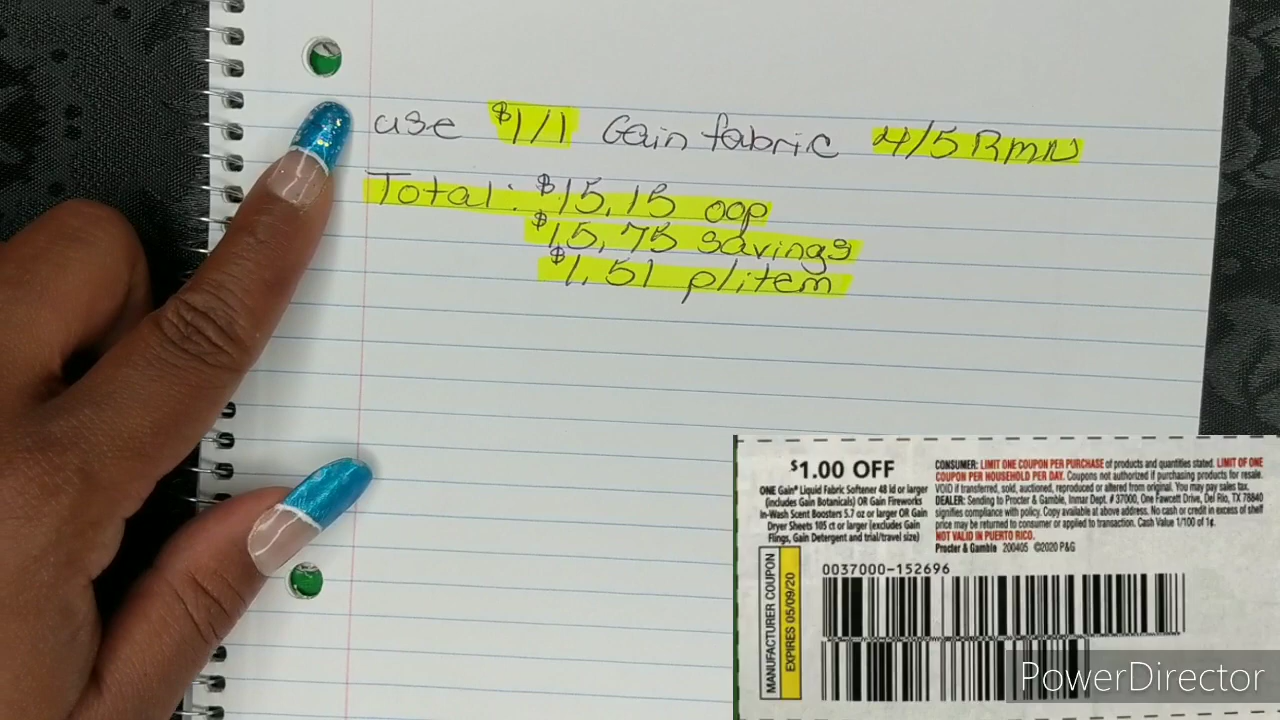 use $1/1 Gain fabric 4/5 RMN
Total: $15.15 oop
$15.75 savings
$1.51 p/item
$1.00 OFF
ONE Gain® Liquid Fabric Softener 48 ld or larger
(includes Gain Botanicals) OR Gain Fireworks
In-Wash Scent Boosters 5.7 oz or larger OR Gain
Dryer Sheets 105 ct or larger (excludes Gain
Flings, Gain Detergent and trial/travel size)
CONSUMER: LIMIT ONE COUPON PER PURCHASE of products and quantities stated. LIMIT OF ONE
COUPON PER HOUSEHOLD PER DAY. Coupons not authorized if purchasing products for resale.
VOID if transferred, sold, auctioned, reproduced or altered from original. You may pay sales tax.
DEALER: Sending to Procter & Gamble, Inmar Dept. # 37000, One Fawcett Drive, Del Rio, TX 78840
signifies compliance with policy. Copy available at above address. No cash or credit in excess of shelf
price may be returned to consumer or applied to transaction. Cash Value 1/100 of 1¢.
NOT VALID IN PUERTO RICO.
Procter & Gamble 200405 ©2020 P&G
MANUFACTURER COUPON
EXPIRES 05/09/20
0037000-152696
PowerDirector